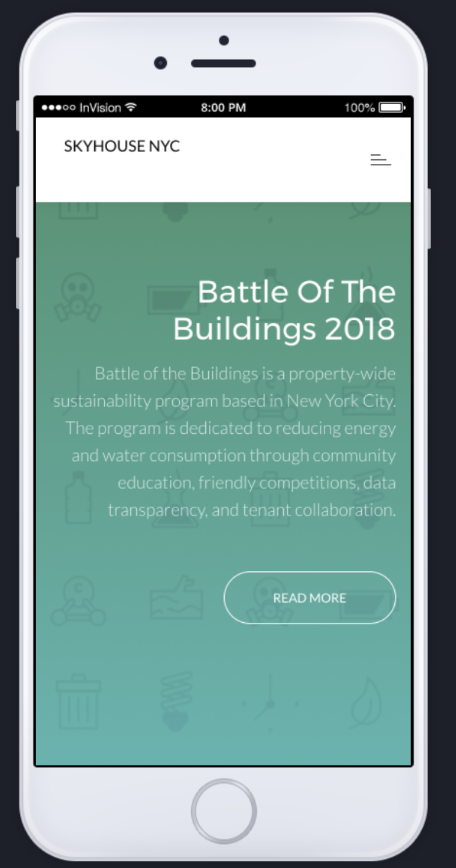 InVision 8:00 PM 100%
SKYHOUSE NYC
Battle Of The
Buildings 2018
Battle of the Buildings is a property-wide
sustainability program based in New York City.
The program is dedicated to reducing energy
and water consumption through community
education, friendly competitions, data
transparency, and tenant collaboration.
READ MORE